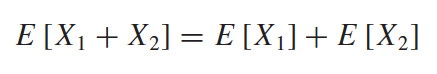 E [X₁ + X₂] = E [X₁] + E [X₂]